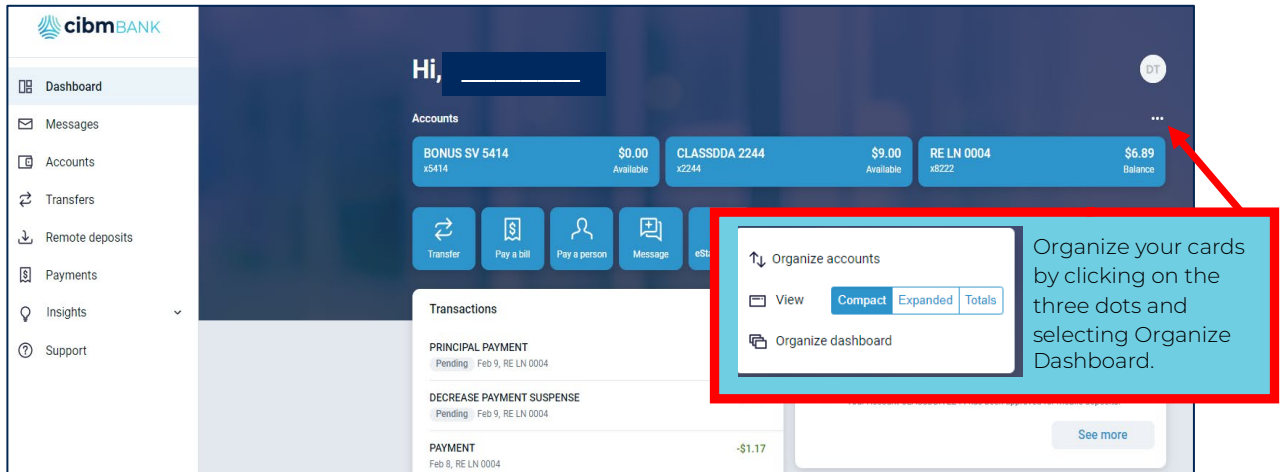 cibmBANK
Dashboard
Messages
Accounts
Transfers
Remote deposits
Payments
Insights
Support
Hi,
DT
Accounts
BONUS SV 5414 $0.00
x5414 Available
CLASSDDA 2244 $9.00
x2244 Available
RE LN 0004 $6.89
x8222 Balance
Transfer
Pay a bill
Pay a person
Message
Transactions
PRINCIPAL PAYMENT
Pending Feb 9, RE LN 0004
DECREASE PAYMENT SUSPENSE
Pending Feb 9, RE LN 0004
PAYMENT -$1.17
Feb 8, RE LN 0004
Organize accounts
View Compact Expanded Totals
Organize dashboard
Organize your cards
by clicking on the
three dots and
selecting Organize
Dashboard.
See more